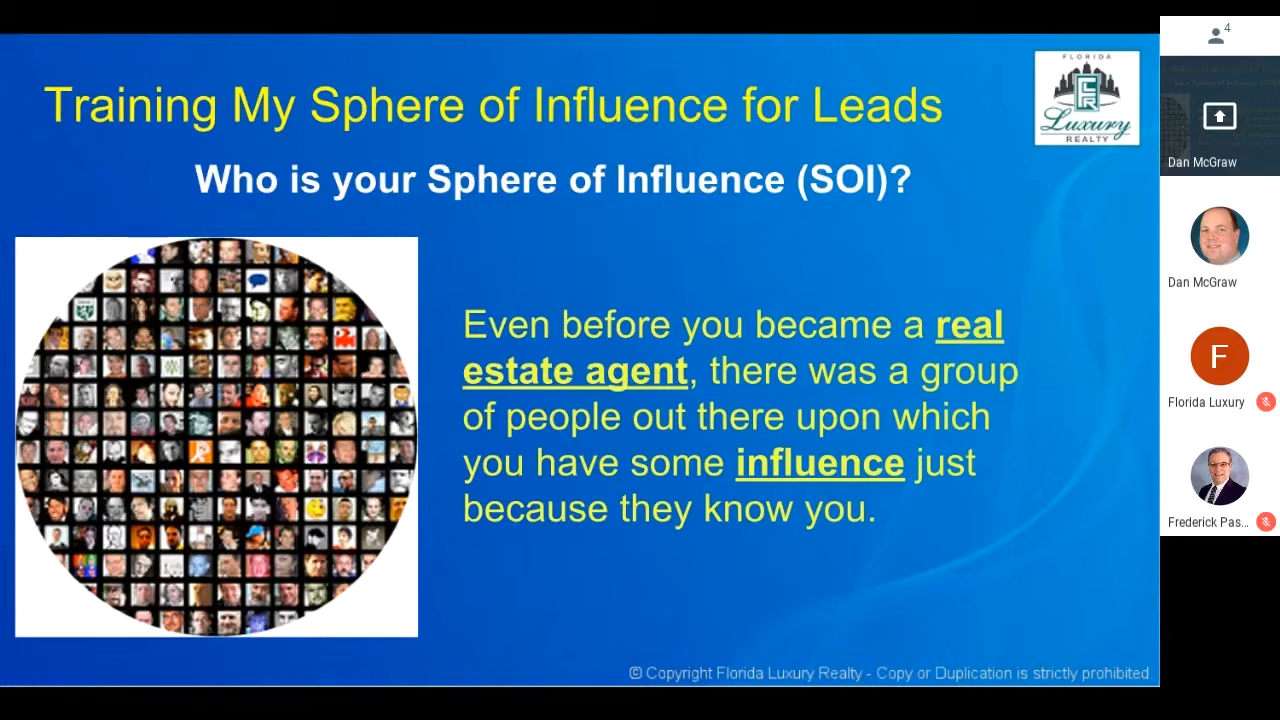 Training My Sphere of Influence for Leads
FLORIDA
FLR
Luxury
REALTY
Who is your Sphere of Influence (SOI)?
Even before you became a real
estate agent, there was a group
of people out there upon which
you have some influence just
because they know you.
© Copyright Florida Luxury Realty - Copy or Duplication is strictly prohibited.
4
Dan McGraw
Dan McGraw
F
Florida Luxury
Frederick Pas...